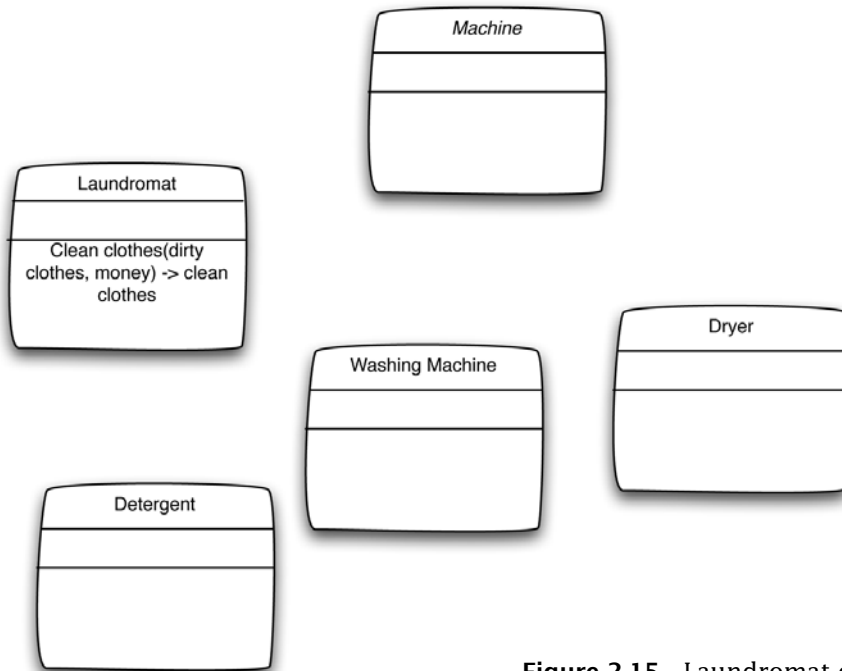 Machine
Laundromat
Clean clothes(dirty
clothes, money) -> clean
clothes
Dryer
Washing Machine
Detergent
Figure 2.15 Laundromat